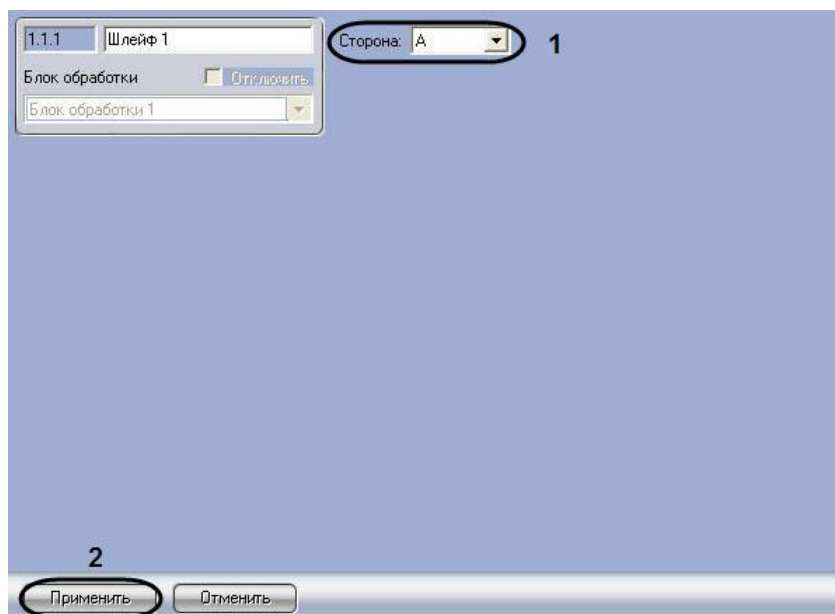 1.1.1 Шлейф 1 Сторона: А 1
Блок обработки Отключить
Блок обработки 1
2
Применить Отменить